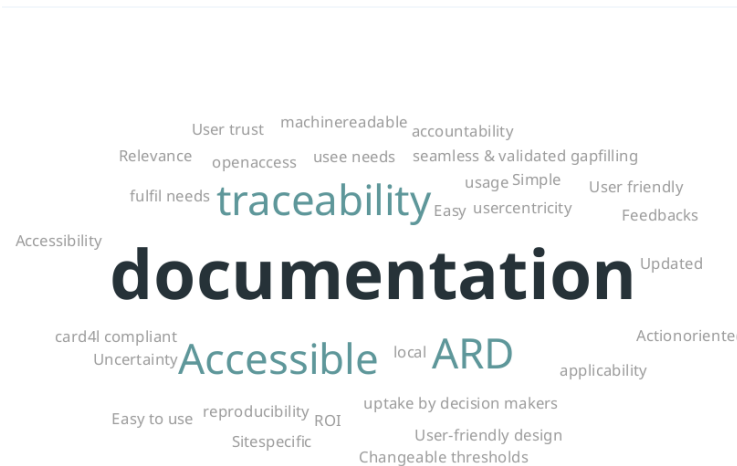 machinereadable
User trust
accountability
Relevance
openaccess
usee needs
seamless & validated gapfilling
usage
Simple
User friendly
fulfil needs
traceability
Easy
usercentricity
Feedbacks
Accessibility
documentation
Updated
card4l compliant
Actionoriente
Uncertainty
Accessible
local
ARD
applicability
uptake by decision makers
Easy to use
reproducibility
ROI
User-friendly design
Sitespecific
Changeable thresholds